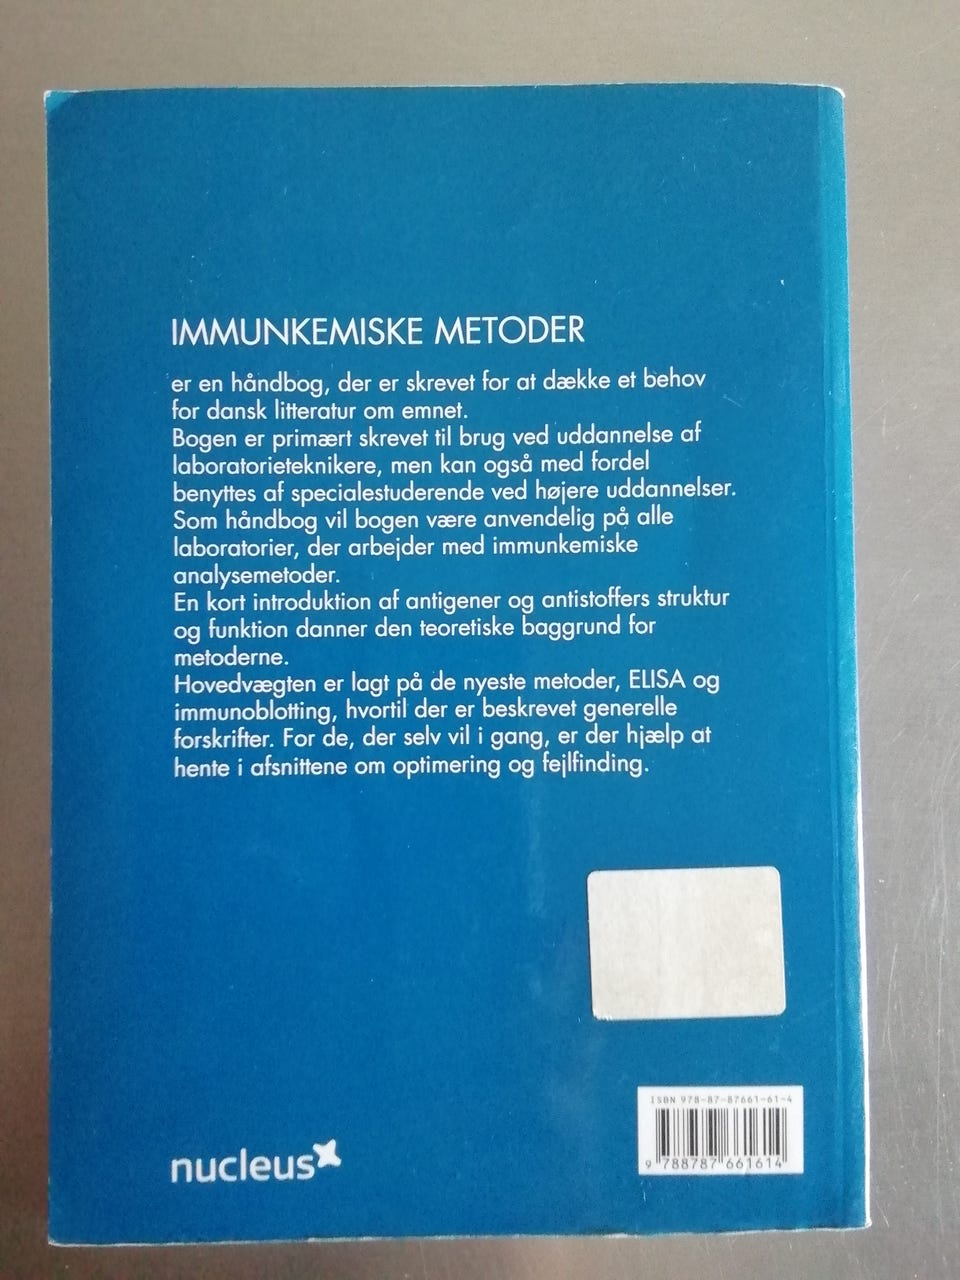 IMMUNKEMISKE METODER
er en håndbog, der er skrevet for at dække et behov
for dansk litteratur om emnet.
Bogen er primært skrevet til brug ved uddannelse af
laboratorieteknikere, men kan også med fordel
benyttes af specialestuderende ved højere uddannelser.
Som håndbog vil bogen være anvendelig på alle
laboratorier, der arbejder med immunkemiske
analysemetoder.
En kort introduktion af antigener og antistoffers struktur
og funktion danner den teoretiske baggrund for
metoderne.
Hovedvægten er lagt på de nyeste metoder, ELISA og
immunoblotting, hvortil der er beskrevet generelle
forskrifter. For de, der selv vil i gang, er der hjælp at
hente i afsnittene om optimering og fejlfinding.
ISBN 978-87-87661-61-4
9 788787 661614
nucleus